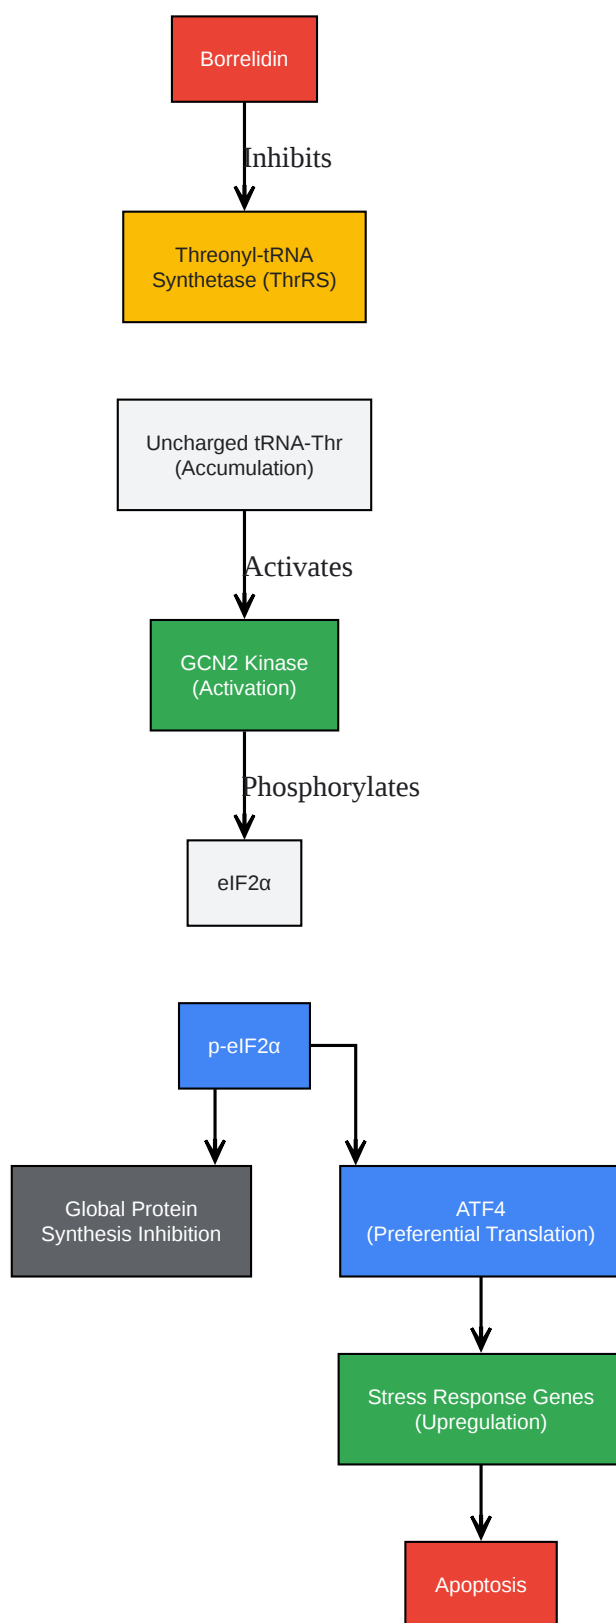 Borrelidin
Inhibits
Threonyl-tRNA
Synthetase (ThrRS)
Uncharged tRNA-Thr
(Accumulation)
Activates
GCN2 Kinase
(Activation)
Phosphorylates
eIF2α
p-eIF2α
Global Protein
Synthesis Inhibition
ATF4
(Preferential Translation)
Stress Response Genes
(Upregulation)
Apoptosis